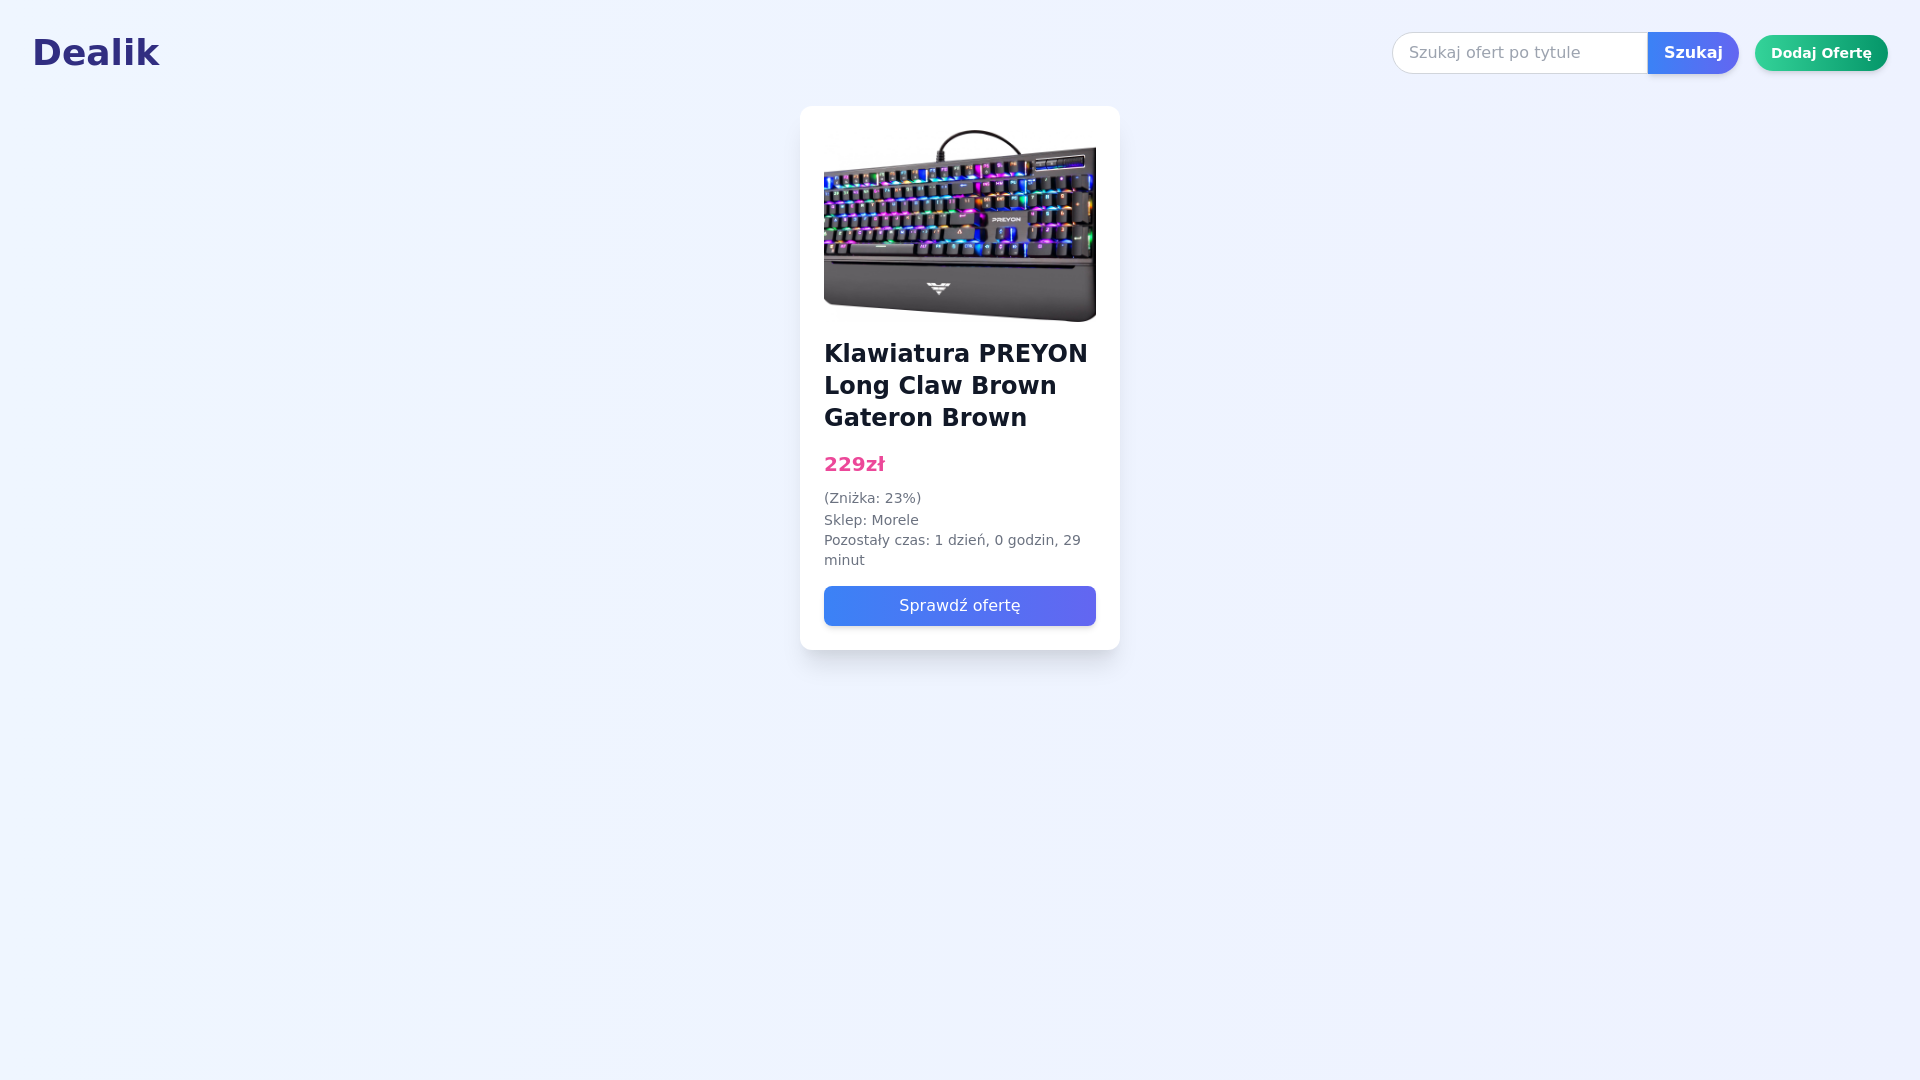 Dealik
Szukaj ofert po tytule
Szukaj
Dodaj Ofertę
PREYON
Klawiatura PREYON
Long Claw Brown
Gateron Brown
229zł
(Zniżka: 23%)
Sklep: Morele
Pozostały czas: 1 dzień, 0 godzin, 29
minut
Sprawdź ofertę